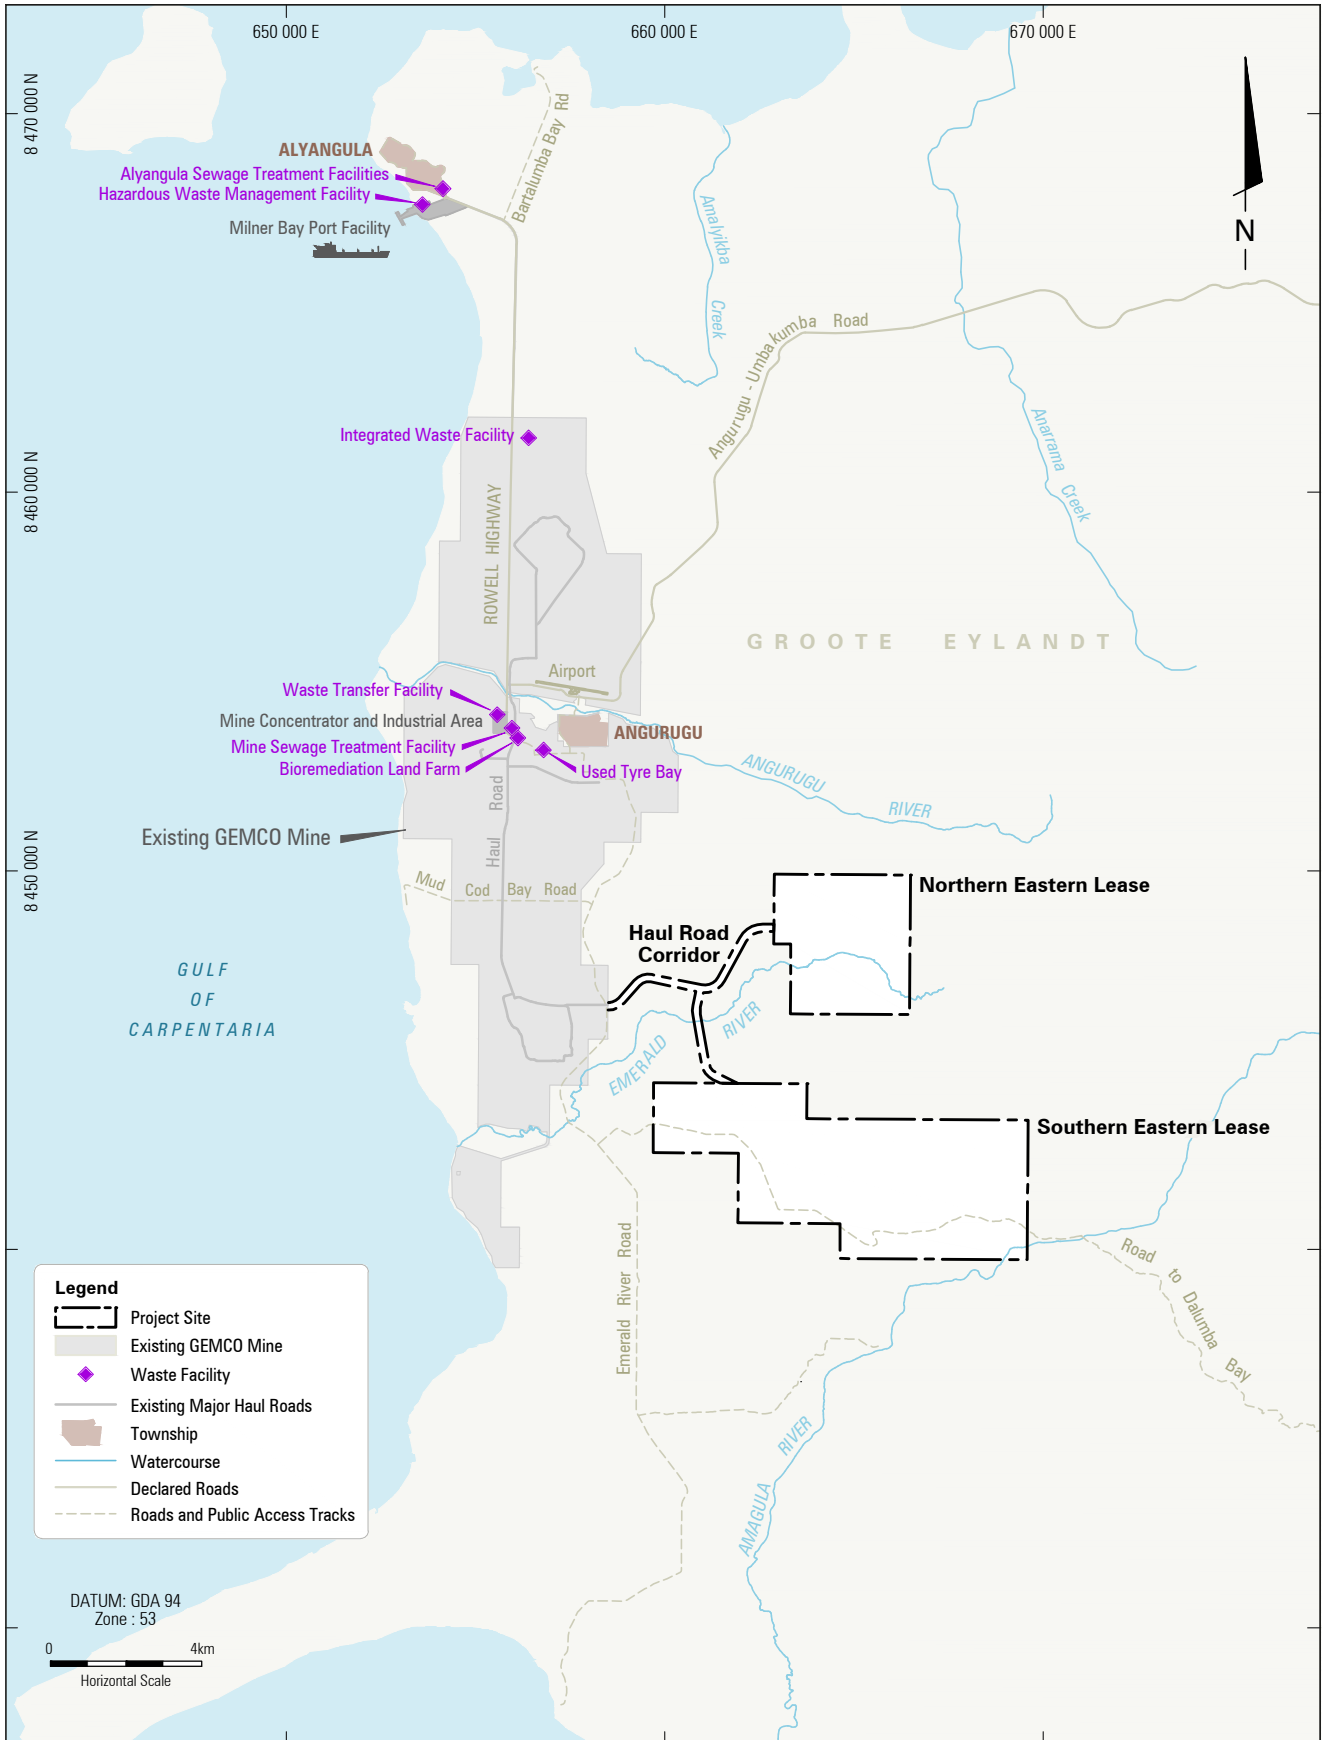 650 000 E
660 000 E
670 000 E
8 470 000 N
8 460 000 N
8 450 000 N
N
ALYANGULA
Alyangula Sewage Treatment Facilities
Hazardous Waste Management Facility
Milner Bay Port Facility
Bartalumba Bay Rd
Amalyikba
Creek
Angurugu - Umbakumba Road
Anarrama
Creek
Integrated Waste Facility
ROWELL HIGHWAY
GROOTE EYLANDT
Airport
Waste Transfer Facility
Mine Concentrator and Industrial Area
Mine Sewage Treatment Facility
Bioremediation Land Farm
ANGURUGU
Used Tyre Bay
ANGURUGU RIVER
Haul Road
Existing GEMCO Mine
Mud Cod Bay Road
Northern Eastern Lease
Haul Road
Corridor
GULF
OF
CARPENTARIA
EMERALD RIVER
Southern Eastern Lease
Emerald River Road
Road to Dalumba Bay
AMAGULA RIVER
Legend
Project Site
Existing GEMCO Mine
Waste Facility
Existing Major Haul Roads
Township
Watercourse
Declared Roads
Roads and Public Access Tracks
DATUM: GDA 94
Zone : 53
0 4km
Horizontal Scale